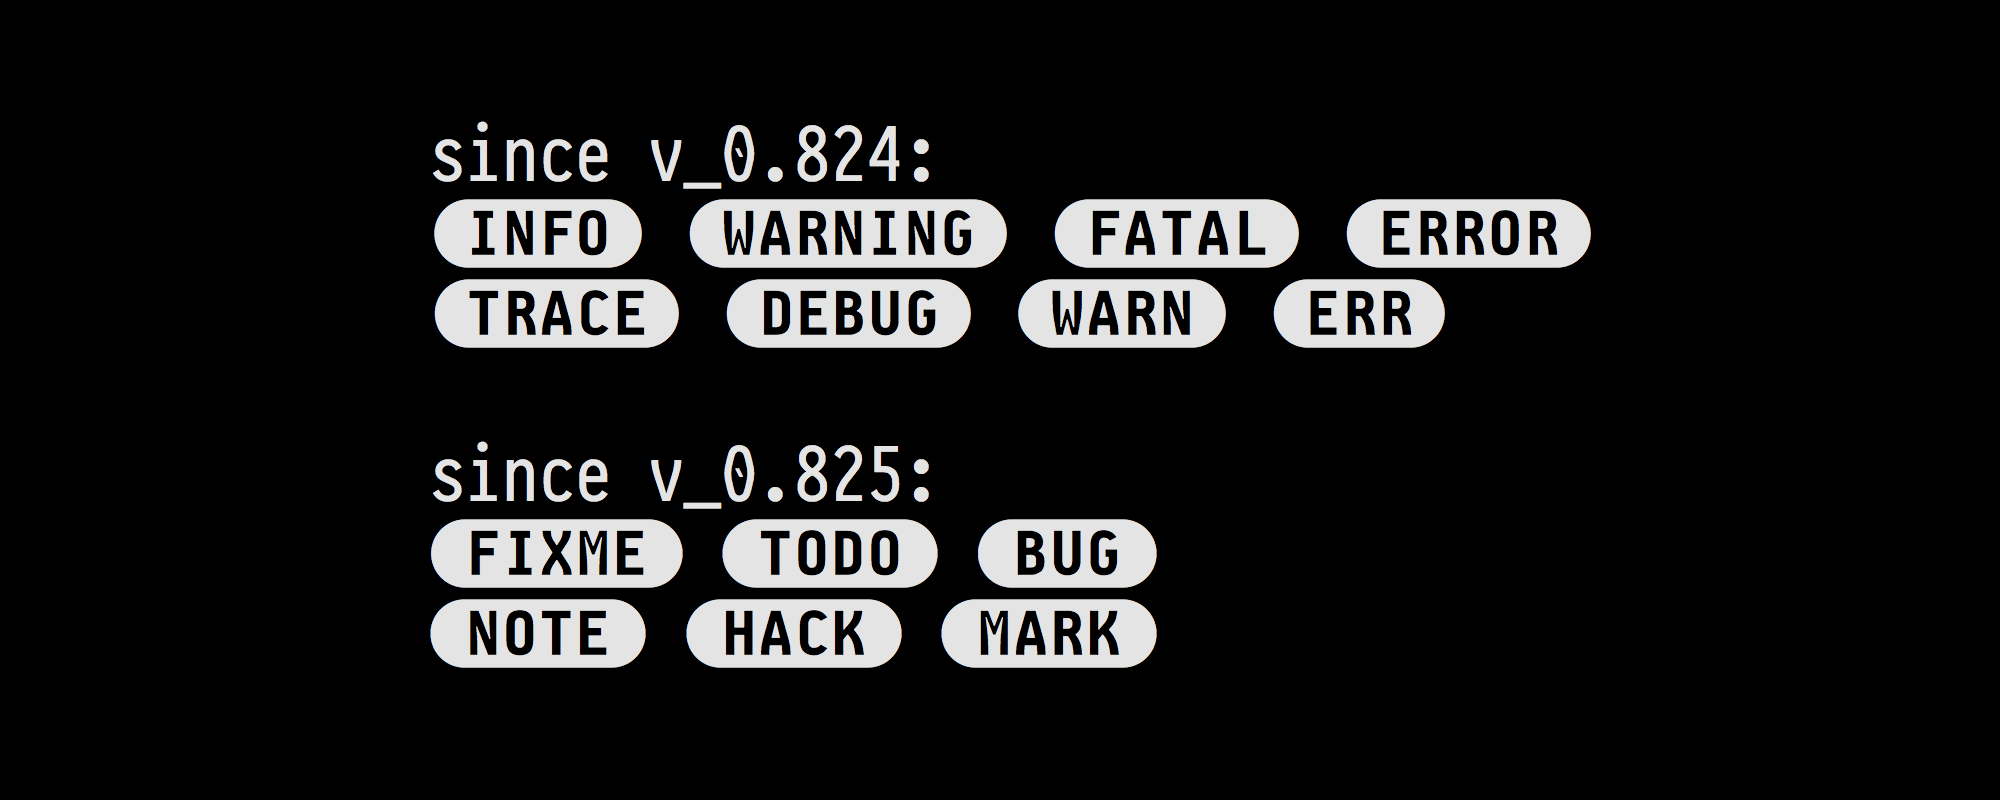 since v_0.824:
INFO WARNING FATAL ERROR
TRACE DEBUG WARN ERR
since v_0.825:
FIXME TODO BUG
NOTE HACK MARK